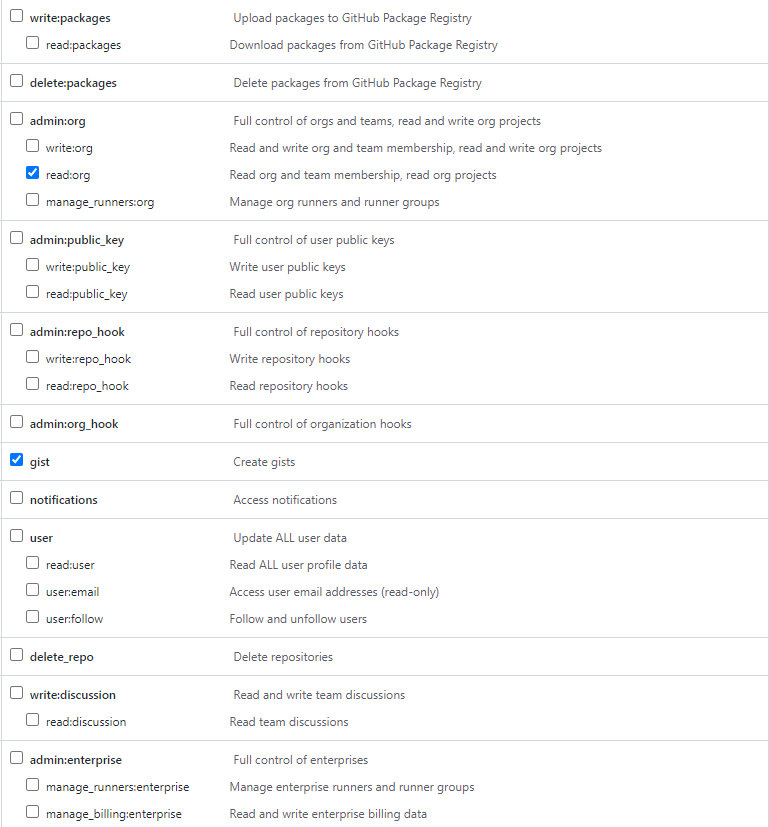 write:packages Upload packages to GitHub Package Registry
read:packages Download packages from GitHub Package Registry
delete:packages Delete packages from GitHub Package Registry
admin:org Full control of orgs and teams, read and write org projects
write:org Read and write org and team membership, read and write org projects
read:org Read org and team membership, read org projects
manage_runners:org Manage org runners and runner groups
admin:public_key Full control of user public keys
write:public_key Write user public keys
read:public_key Read user public keys
admin:repo_hook Full control of repository hooks
write:repo_hook Write repository hooks
read:repo_hook Read repository hooks
admin:org_hook Full control of organization hooks
gist Create gists
notifications Access notifications
user Update ALL user data
read:user Read ALL user profile data
user:email Access user email addresses (read-only)
user:follow Follow and unfollow users
delete_repo Delete repositories
write:discussion Read and write team discussions
read:discussion Read team discussions
admin:enterprise Full control of enterprises
manage_runners:enterprise Manage enterprise runners and runner groups
manage_billing:enterprise Read and write enterprise billing data